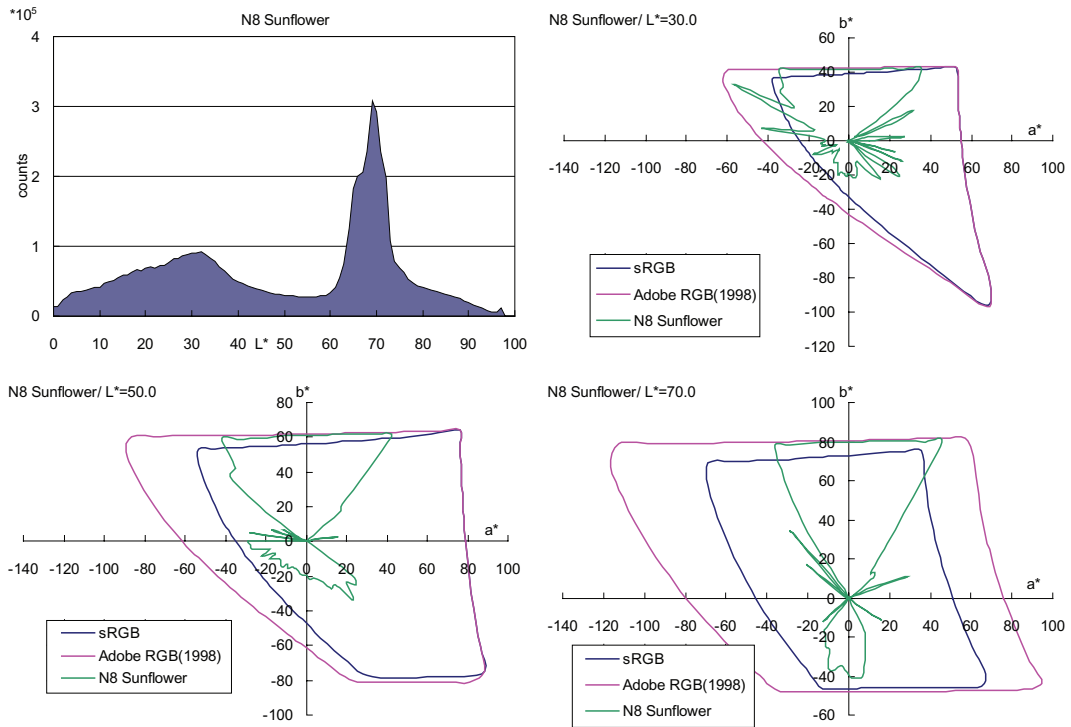 N8 Sunflower
*10^5
counts
4
3
2
1
0
0 10 20 30 40 50 60 70 80 90 100
L*
N8 Sunflower/ L*=30.0
b*
a*
60
40
20
0
-20
-40
-60
-80
-100
-120
-140 -120 -100 -80 -60 -40 -20 0 20 40 60 80 100
sRGB
Adobe RGB(1998)
N8 Sunflower
N8 Sunflower/ L*=50.0
b*
a*
80
60
40
20
0
-20
-40
-60
-80
-100
-140 -120 -100 -80 -60 -40 -20 0 20 40 60 80 100
sRGB
Adobe RGB(1998)
N8 Sunflower
N8 Sunflower/ L*=70.0
b*
a*
100
80
60
40
20
0
-20
-40
-60
-140 -120 -100 -80 -60 -40 -20 0 20 40 60 80 100
sRGB
Adobe RGB(1998)
N8 Sunflower